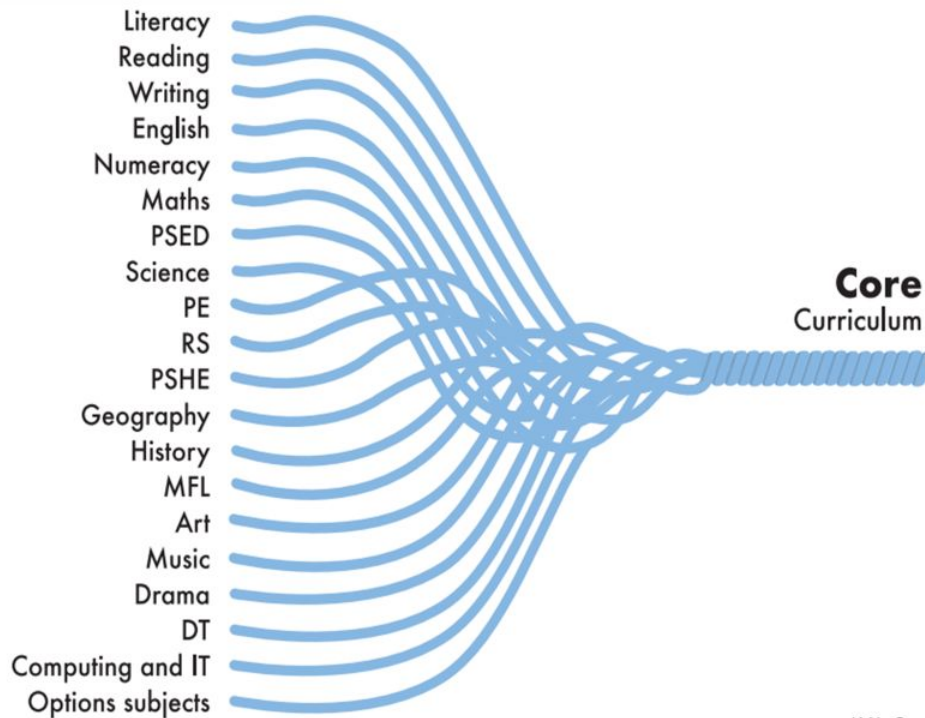 Literacy
Reading
Writing
English
Numeracy
Maths
PSED
Science
PE
RS
PSHE
Geography
History
MFL
Art
Music
Drama
DT
Computing and IT
Options subjects
Core
Curriculum